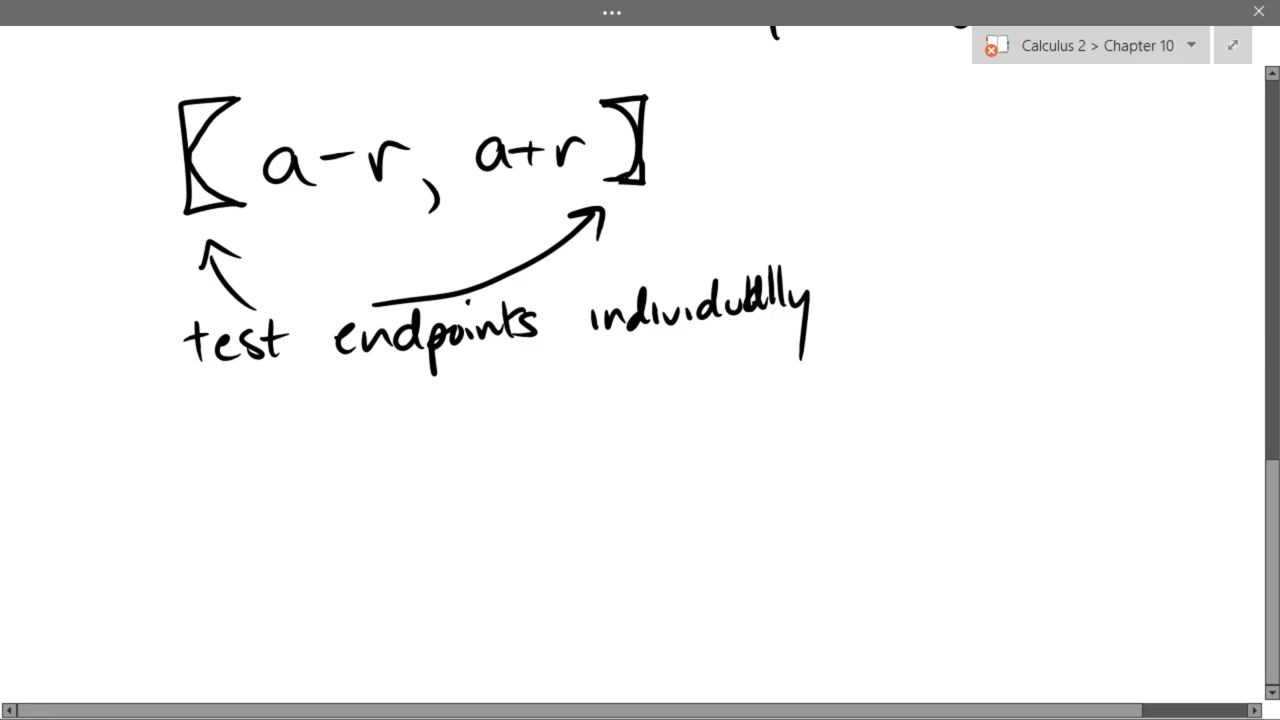 Calculus 2 > Chapter 10
[( a-r, a+r )]
test endpoints individually